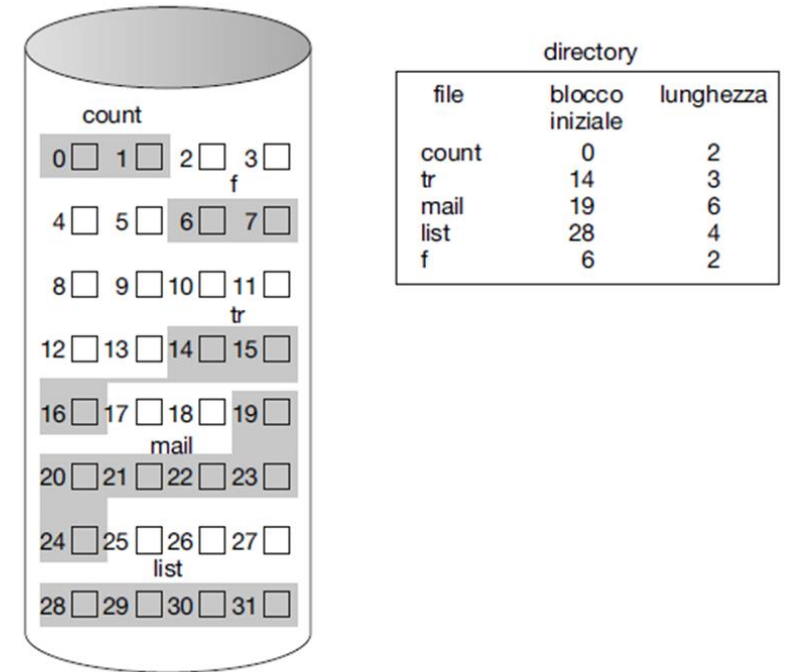 count
0 1 2 3
f
4 5 6 7
8 9 10 11
tr
12 13 14 15
16 17 18 19
mail
20 21 22 23
24 25 26 27
list
28 29 30 31
directory
file blocco iniziale lunghezza
count 0 2
tr 14 3
mail 19 6
list 28 4
f 6 2